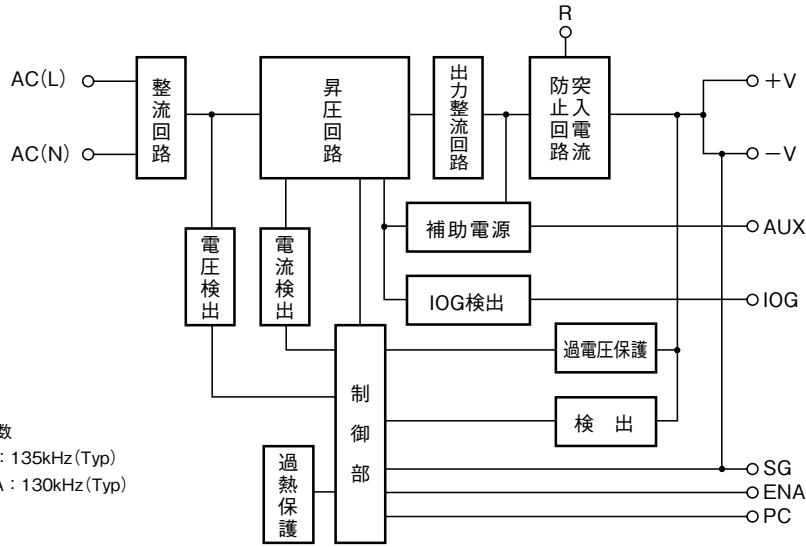 R
AC(L)
AC(N)
整流回路
昇圧回路
出力整流回路
突入電流
防止回路
+V
−V
補助電源
AUX
電圧検出
電流検出
IOG検出
IOG
過電圧保護
制御部
検 出
数
：135kHz(Typ)
A：130kHz(Typ)
過熱保護
SG
ENA
PC